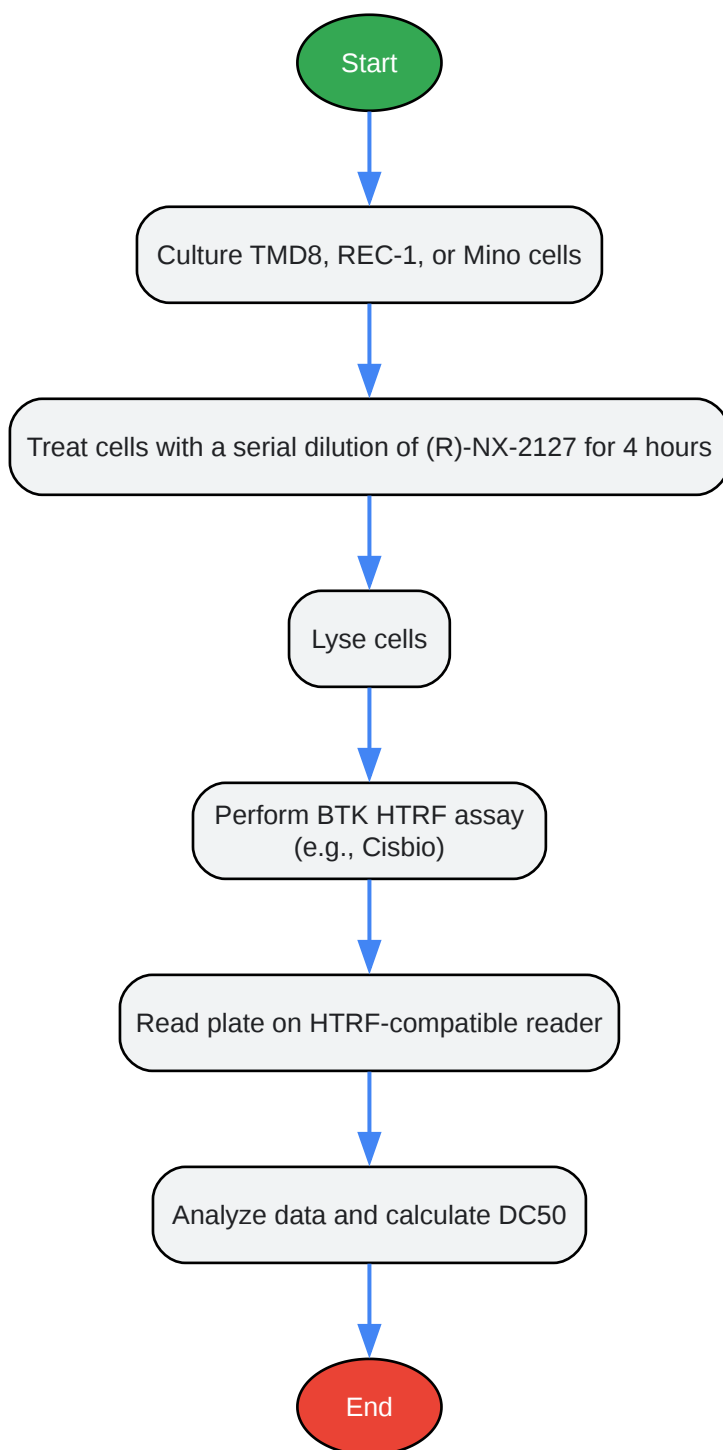 Start
Culture TMD8, REC-1, or Mino cells
Treat cells with a serial dilution of (R)-NX-2127 for 4 hours
Lyse cells
Perform BTK HTRF assay
(e.g., Cisbio)
Read plate on HTRF-compatible reader
Analyze data and calculate DC50
End